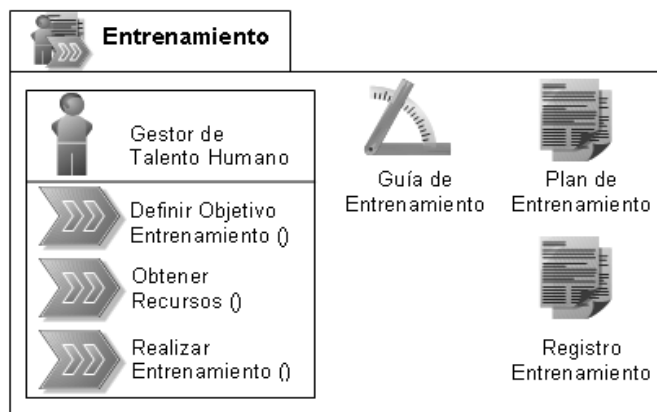 Entrenamiento
Gestor de
Talento Humano
Definir Objetivo
Entrenamiento ()
Obtener
Recursos ()
Realizar
Entrenamiento ()
Guía de
Entrenamiento
Plan de
Entrenamiento
Registro
Entrenamiento